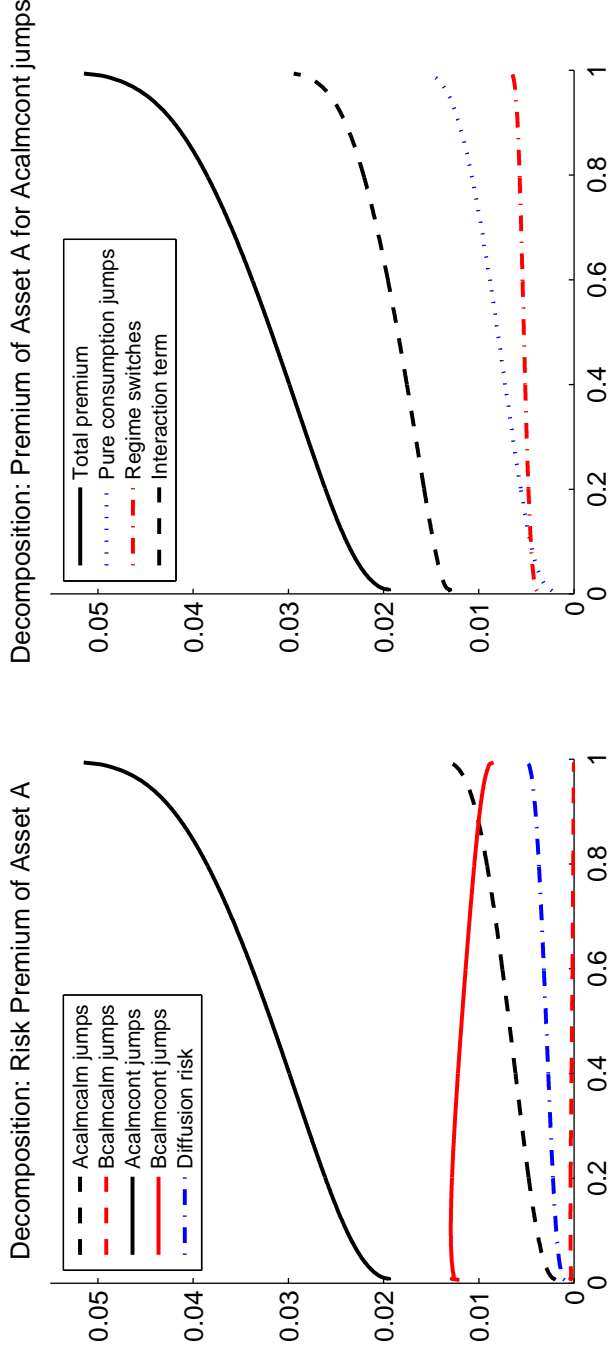 Decomposition: Risk Premium of Asset A
Acalmcalm jumps
Bcalmcalm jumps
Acalmcont jumps
Bcalmcont jumps
Diffusion risk
0.05
0.04
0.03
0.02
0.01
0
0 0.2 0.4 0.6 0.8 1
Decomposition: Premium of Asset A for Acalmcont jumps
Total premium
Pure consumption jumps
Regime switches
Interaction term
0.05
0.04
0.03
0.02
0.01
0
0 0.2 0.4 0.6 0.8 1